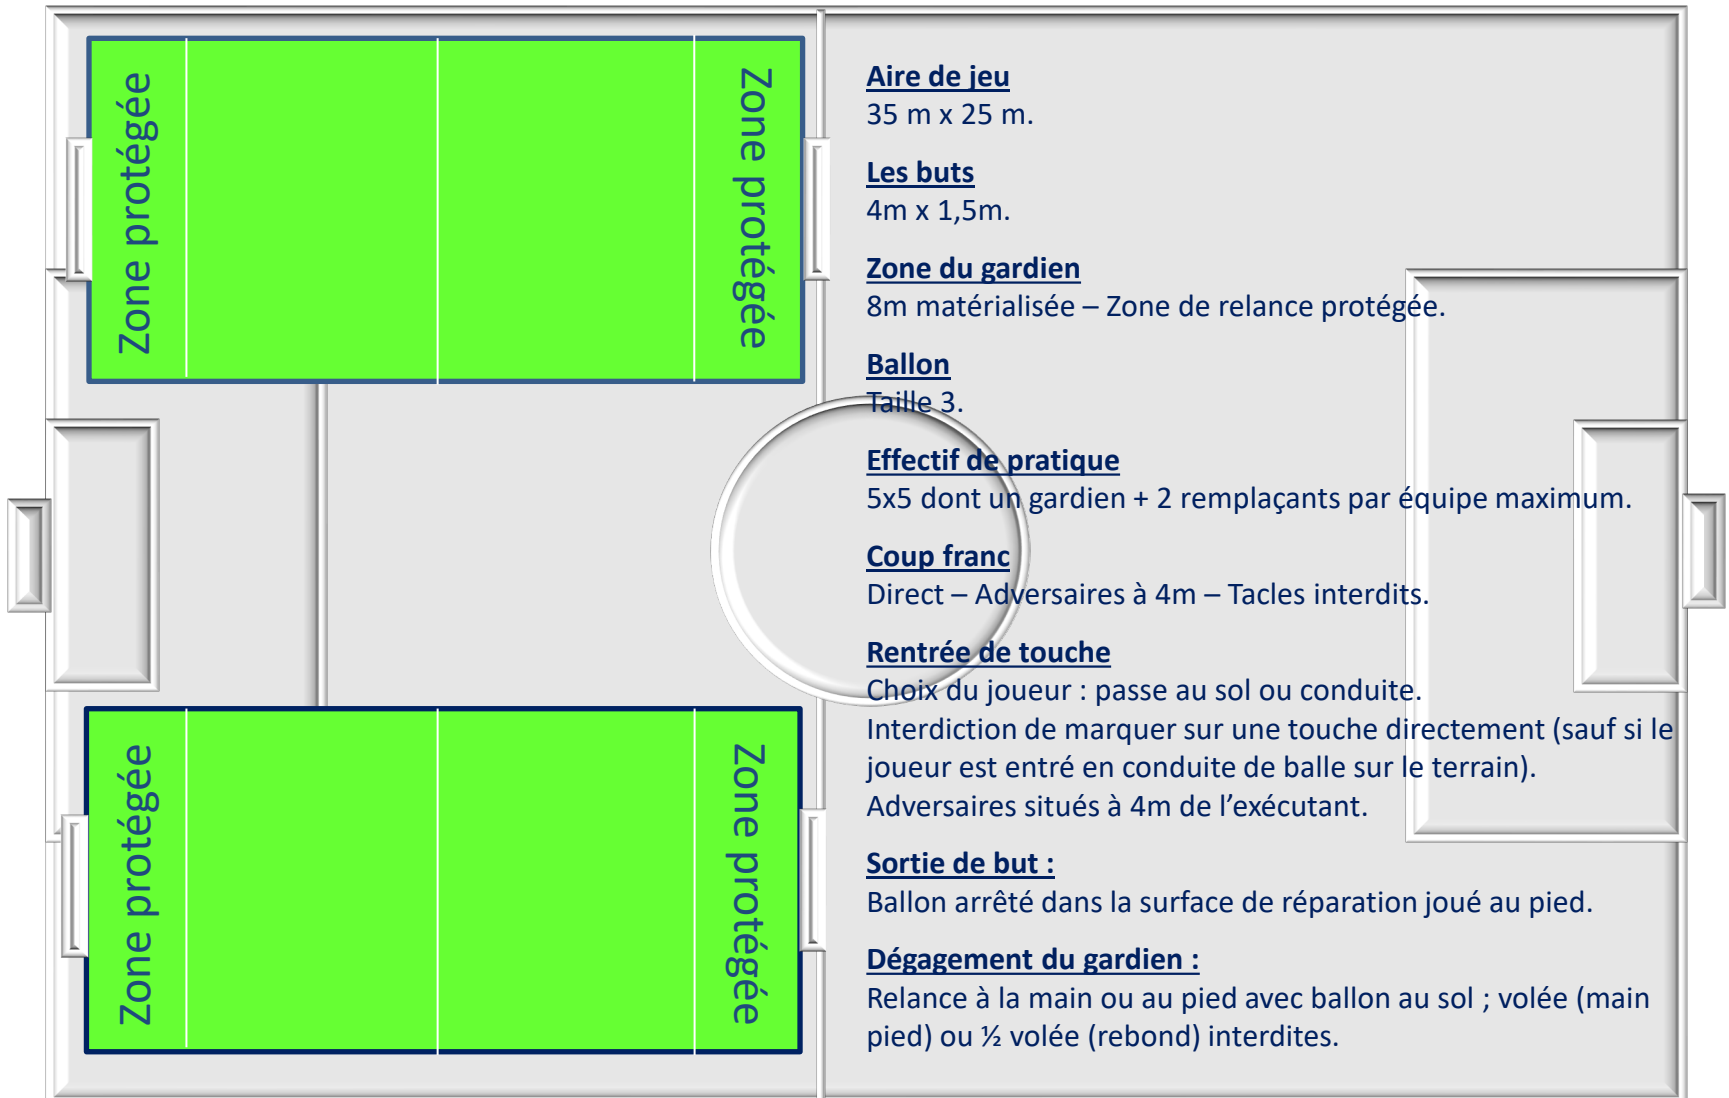 Zone protégée
Zone protégée
Zone protégée
Zone protégée
Aire de jeu
35 m x 25 m.
Les buts
4m x 1,5m.
Zone du gardien
8m matérialisée – Zone de relance protégée.
Ballon
Taille 3.
Effectif de pratique
5x5 dont un gardien + 2 remplaçants par équipe maximum.
Coup franc
Direct – Adversaires à 4m – Tacles interdits.
Rentrée de touche
Choix du joueur : passe au sol ou conduite.
Interdiction de marquer sur une touche directement (sauf si le
joueur est entré en conduite de balle sur le terrain).
Adversaires situés à 4m de l’exécutant.
Sortie de but :
Ballon arrêté dans la surface de réparation joué au pied.
Dégagement du gardien :
Relance à la main ou au pied avec ballon au sol ; volée (main
pied) ou ½ volée (rebond) interdites.